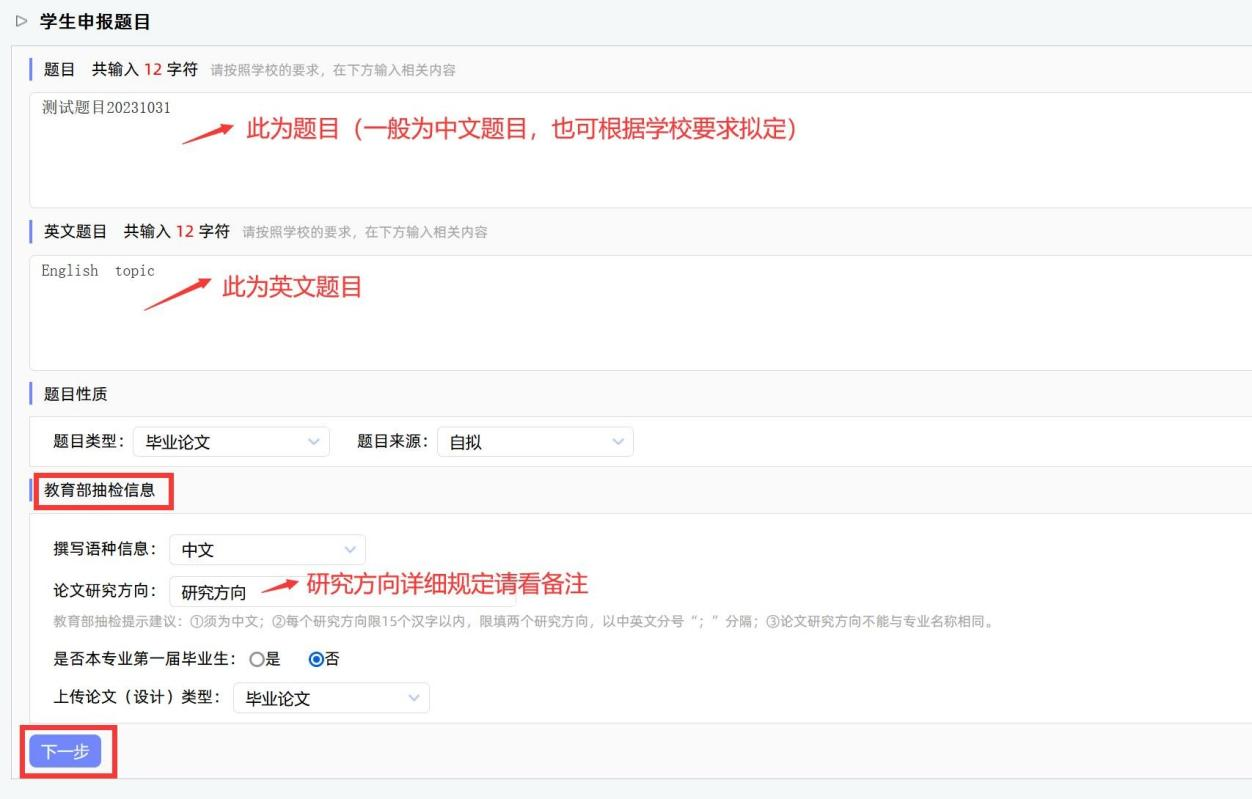 学生申报题目
题目 共输入 12 字符 请按照学校的要求，在下方输入相关内容
测试题目20231031
此为题目（一般为中文题目，也可根据学校要求拟定）
英文题目 共输入 12 字符 请按照学校的要求，在下方输入相关内容
English topic
此为英文题目
题目性质
题目类型： 毕业论文 题目来源： 自拟
教育部抽检信息
撰写语种信息： 中文
论文研究方向： 研究方向 研究方向详细规定请看备注
教育部抽检提示建议：①须为中文；②每个研究方向限15个汉字以内，限填两个研究方向，以中英文分号“；”分隔；③论文研究方向不能与专业名称相同。
是否本专业第一届毕业生： 是 否
上传论文（设计）类型： 毕业论文
下一步